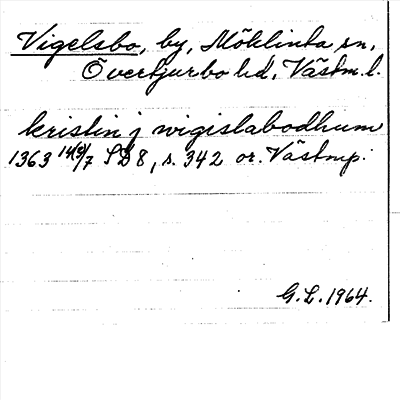 Vigelsbo, by, Möklinta sn,
Övertjurbo hd, Västm.l.
kristin j wigislabodhum
1363 14/7 SD 8, s. 342 or. Västmp.
G.L. 1964.